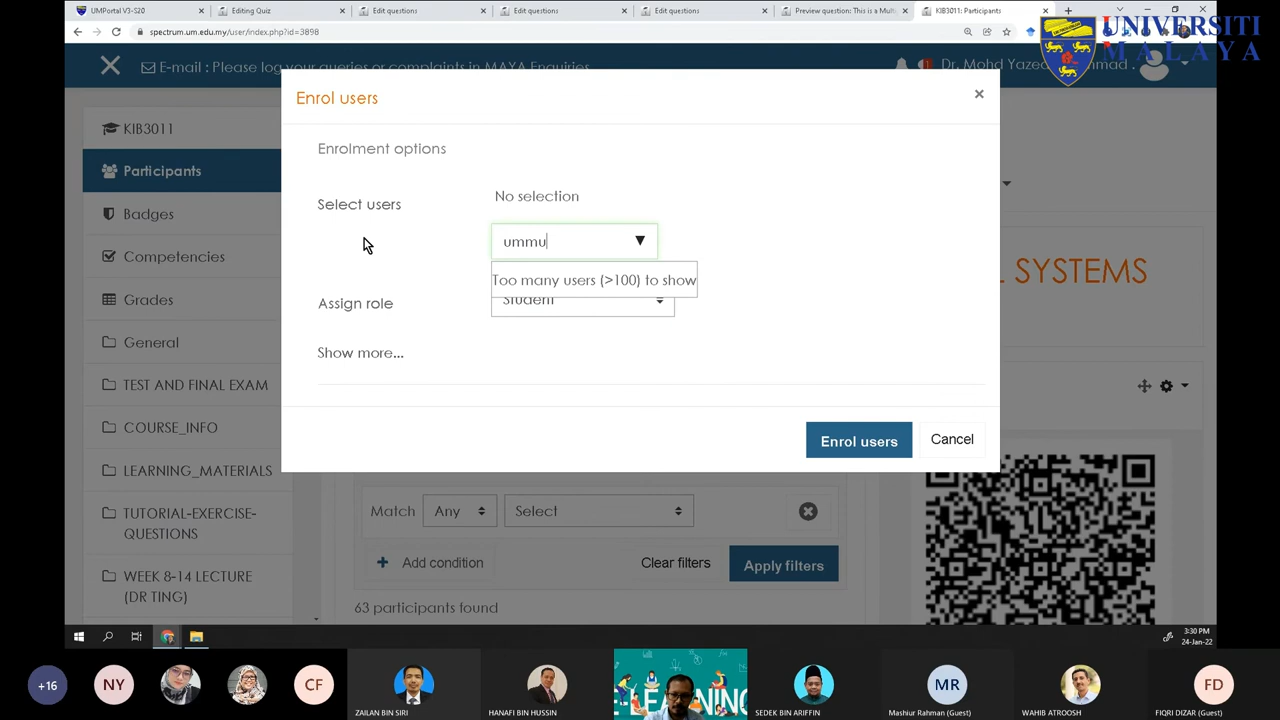 UMPortal V3-S20
Editing Quiz
Edit questions
Edit questions
Edit questions
Preview question: This is a Mult
KIB3011: Participants
spectrum.um.edu.my/user/index.php?id=3898
UNIVERSITI
MALAYA
E-mail : Please log your queries or complaints in MAYA Enquiries
Dr. Mohd Yazed
Enrol users
KIB3011
Participants
Badges
Competencies
Grades
General
TEST AND FINAL EXAM
COURSE_INFO
LEARNING_MATERIALS
TUTORIAL-EXERCISE-
QUESTIONS
WEEK 8-14 LECTURE
(DR TING)
Enrolment options
Select users
No selection
ummu
Too many users (>100) to show
Assign role
Student
Show more...
Enrol users
Cancel
SYSTEMS
Match
Any
Select
Add condition
Clear filters
Apply filters
63 participants found
3:30 PM
24-Jan-22
+16
NY
CF
ZAILAN BIN SIRI
HANAFI BIN HUSSIN
E-LEARNING
SEDEK BIN ARIFFIN
MR
Mashiur Rahman (Guest)
WAHIB ATROOSH
FD
FIQRI DIZAR (Guest)